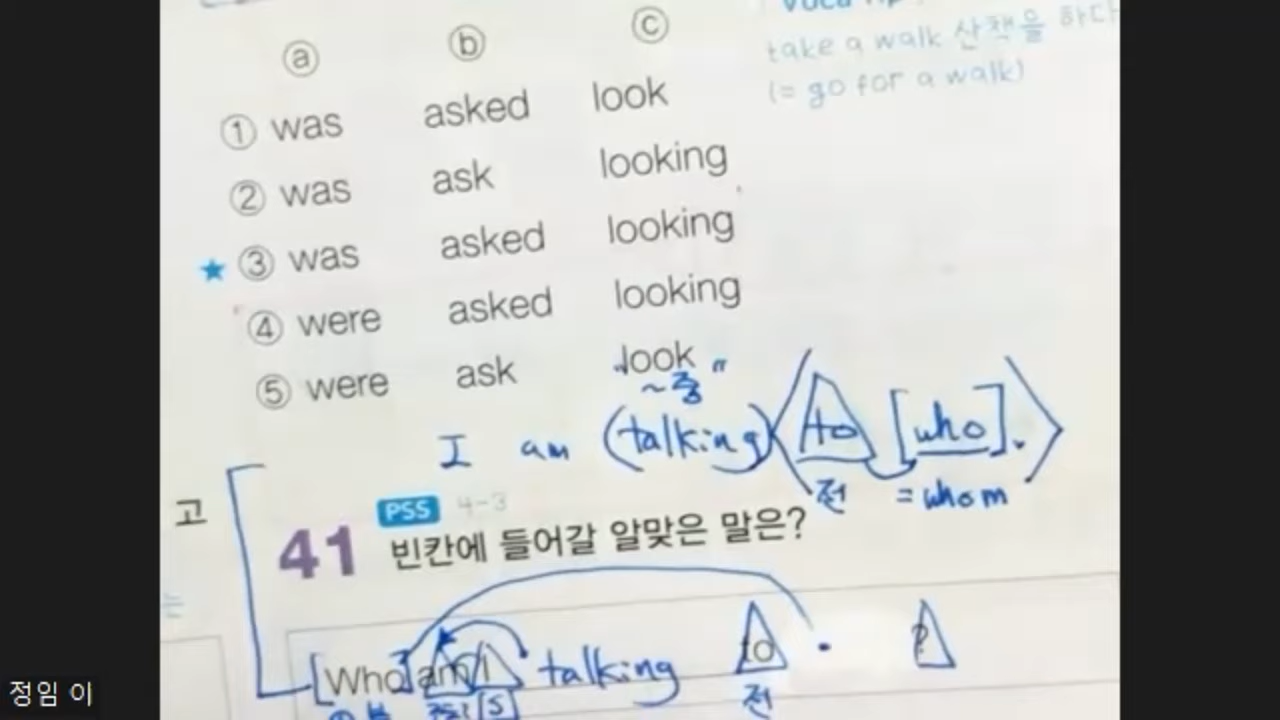 ⓐ ⓑ ⓒ
① was asked look
② was ask looking
★ ③ was asked looking
④ were asked looking
⑤ were ask look
take a walk 산책을 하다
(= go for a walk)
~중
I am (talking) <to [who].>
전 = whom
고
PSS 4-3
41 빈칸에 들어갈 알맞은 말은?
[Who] am I talking to ?
S 전
정임 이